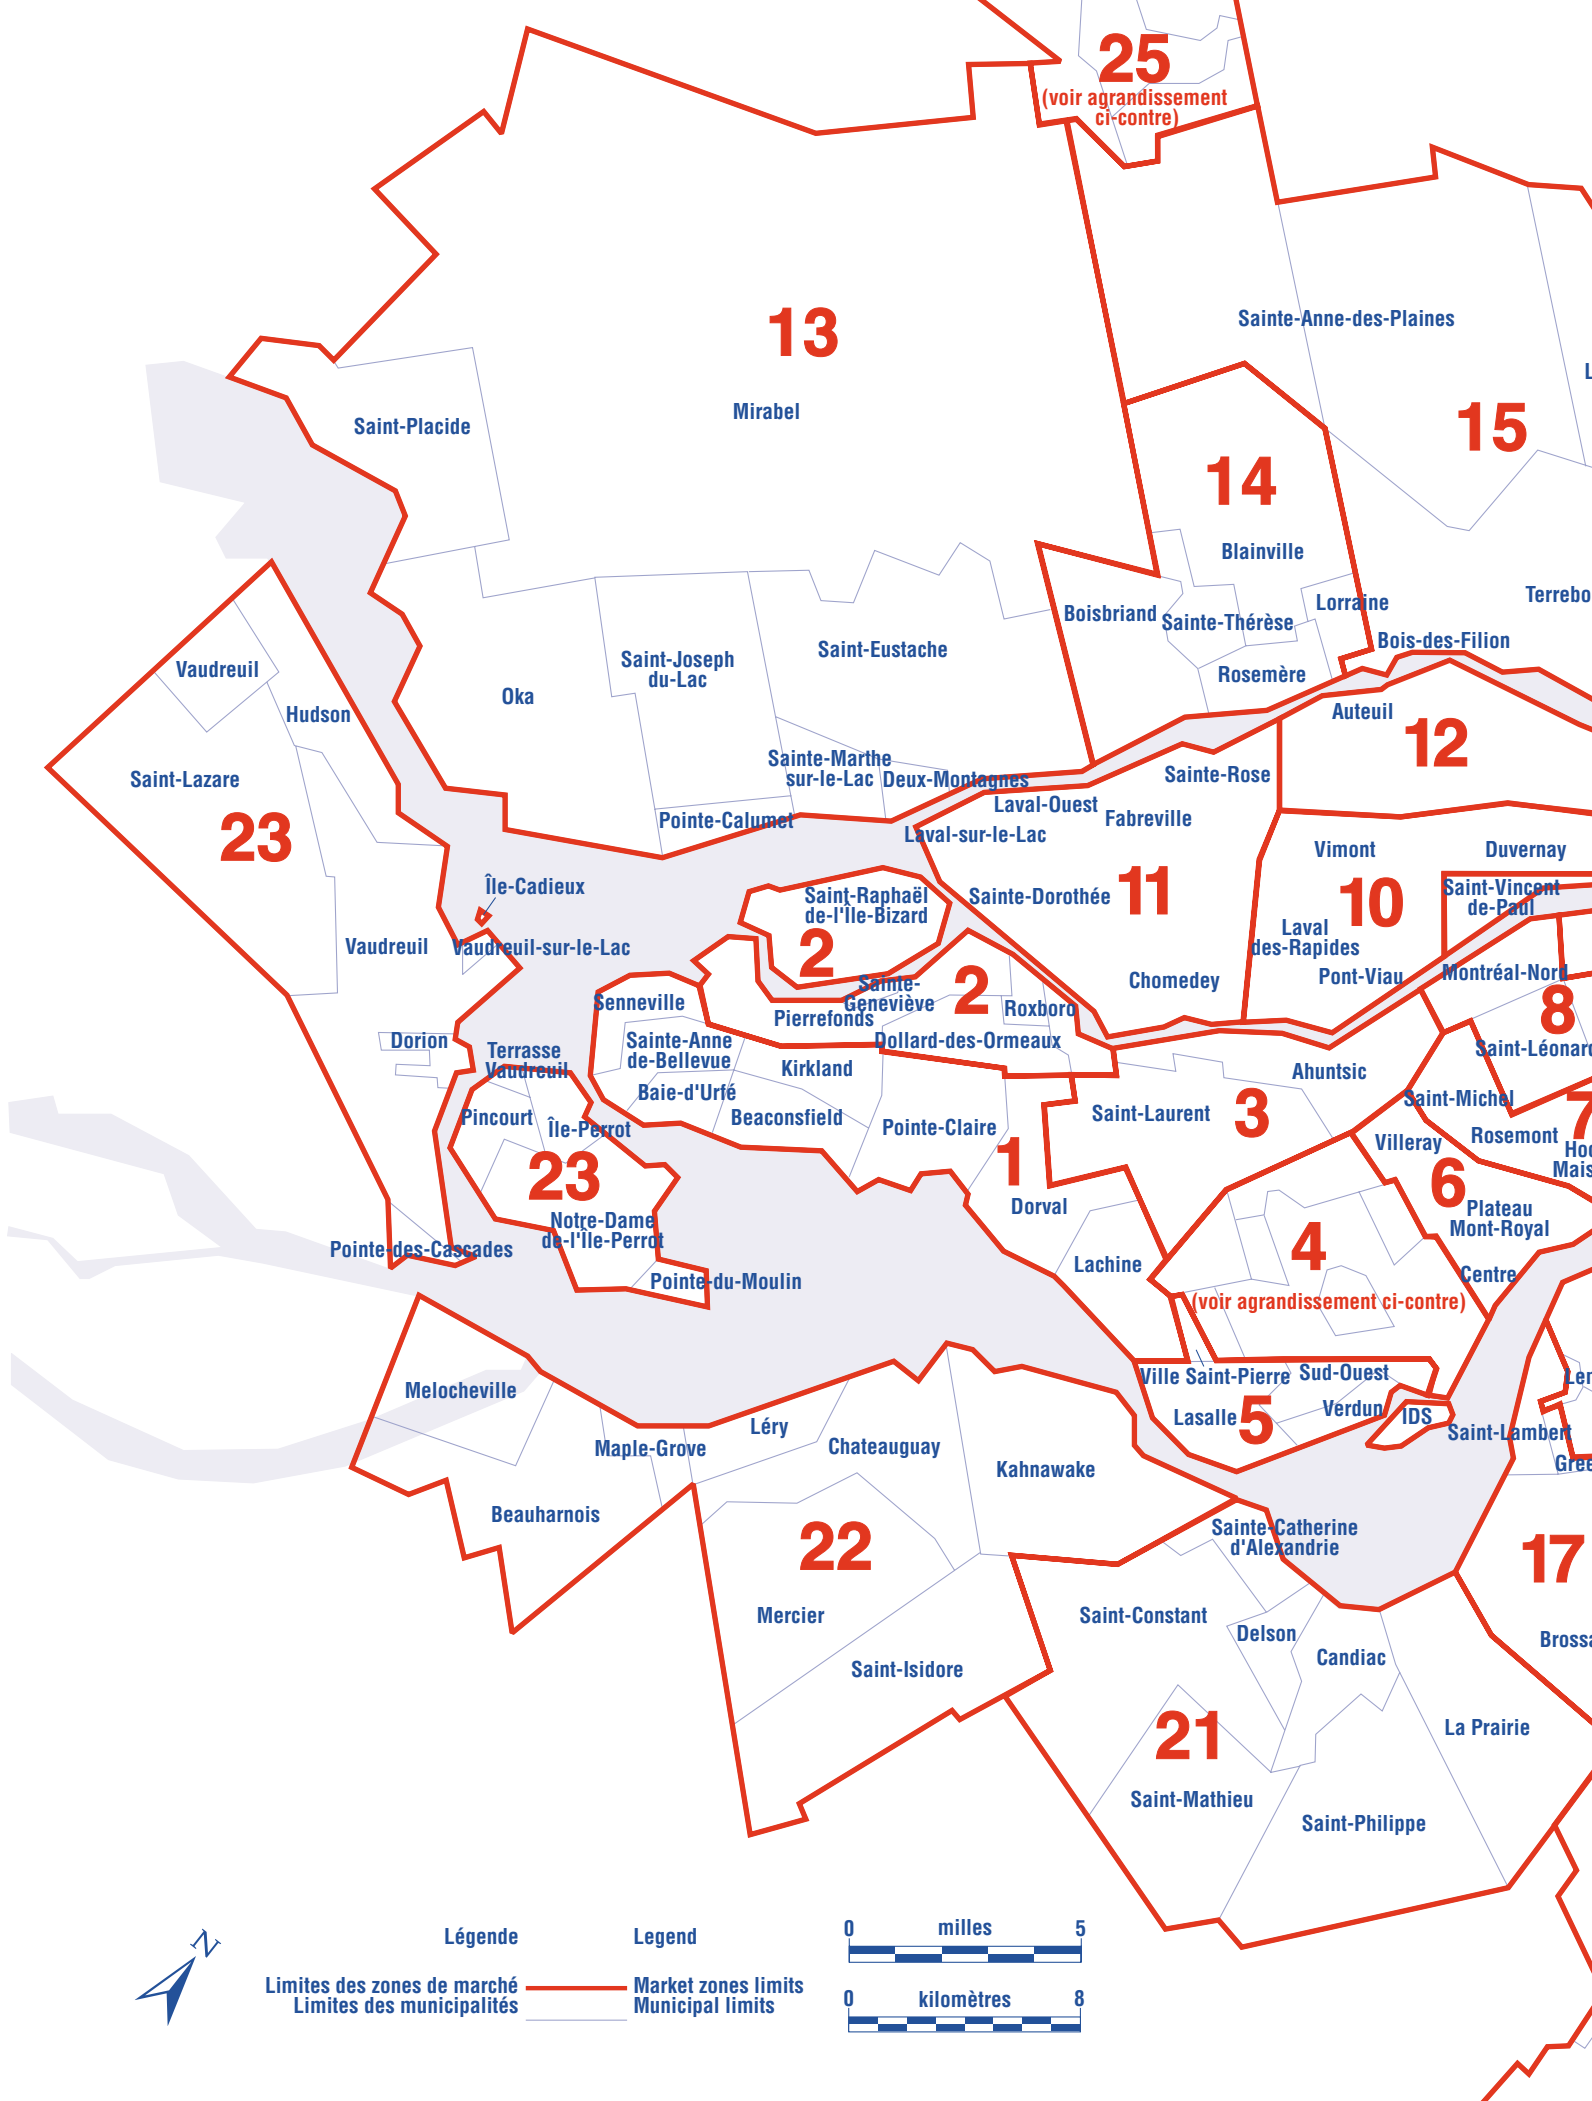 25
(voir agrandissement
ci-contre)
13
Sainte-Anne-des-Plaines
Mirabel
15
Saint-Placide
14
Blainville
Terrebo
Lorraine
Boisbriand
Sainte-Thérèse
Bois-des-Filion
Saint-Eustache
Saint-Joseph
du-Lac
Vaudreuil
Rosemère
Oka
Hudson
Auteuil
12
Sainte-Marthe
sur-le-Lac
Deux-Montagnes
Sainte-Rose
Saint-Lazare
Laval-Ouest
Fabreville
Pointe-Calumet
Laval-sur-le-Lac
23
Vimont
Duvernay
Île-Cadieux
Saint-Raphaël
de-l'Île-Bizard
Sainte-Dorothée
11
10
Saint-Vincent
de-Paul
Laval
des-Rapides
Vaudreuil
Vaudreuil-sur-le-Lac
2
Pont-Viau
Montréal-Nord
Chomedey
Sainte-
Geneviève
2
Senneville
Roxboro
8
Pierrefonds
Dorion
Terrasse
Vaudreuil
Sainte-Anne
de-Bellevue
Dollard-des-Ormeaux
Saint-Léonard
Kirkland
Ahuntsic
Baie-d'Urfé
Saint-Michel
7
Pincourt
Île-Perrot
Beaconsfield
Pointe-Claire
Saint-Laurent
3
Villeray
Rosemont
Hoc
Mais
1
23
6
Dorval
Plateau
Mont-Royal
Notre-Dame
de-l'Île-Perrot
4
Pointe-des-Cascades
Lachine
Centre
Pointe-du-Moulin
(voir agrandissement ci-contre)
Ville Saint-Pierre
Sud-Ouest
Lem
Melocheville
Lasalle
5
Verdun
IDS
Léry
Saint-Lambert
Maple-Grove
Chateauguay
Gree
Kahnawake
Beauharnois
Sainte-Catherine
d'Alexandrie
22
17
Mercier
Saint-Constant
Delson
Brossa
Candiac
Saint-Isidore
21
La Prairie
Saint-Mathieu
Saint-Philippe
N
Légende
Legend
0 milles 5
Limites des zones de marché
Market zones limits
Limites des municipalités
Municipal limits
0 kilomètres 8